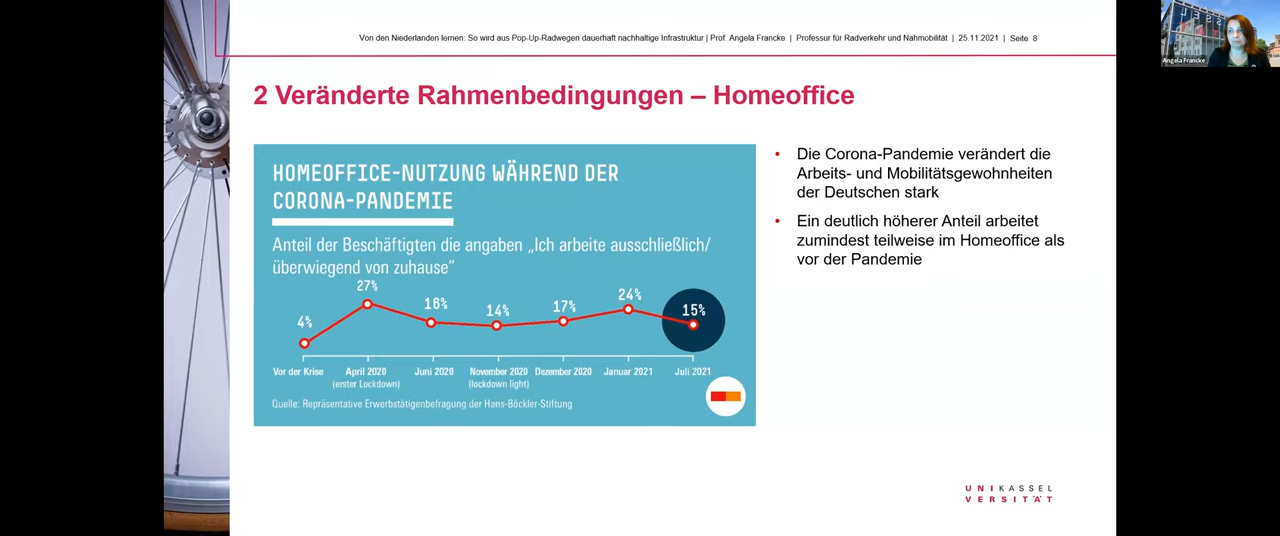 Von den Niederlanden lernen: So wird aus Pop-Up-Radwegen dauerhaft nachhaltige Infrastruktur | Prof. Angela Francke | Professur für Radverkehr und Nahmobilität | 25.11.2021 | Seite 8
Angela Francke
2 Veränderte Rahmenbedingungen – Homeoffice
HOMEOFFICE-NUTZUNG WÄHREND DER
CORONA-PANDEMIE
Anteil der Beschäftigten die angaben „Ich arbeite ausschließlich/
überwiegend von zuhause“
4% 27% 16% 14% 17% 24% 15%
Vor der Krise April 2020 Juni 2020 November 2020 Dezember 2020 Januar 2021 Juli 2021
(erster Lockdown) (lockdown light)
Quelle: Repräsentative Erwerbstätigenbefragung der Hans-Böckler-Stiftung
• Die Corona-Pandemie verändert die
Arbeits- und Mobilitätsgewohnheiten
der Deutschen stark
• Ein deutlich höherer Anteil arbeitet
zumindest teilweise im Homeoffice als
vor der Pandemie
UNIKASSEL
VERSITÄT